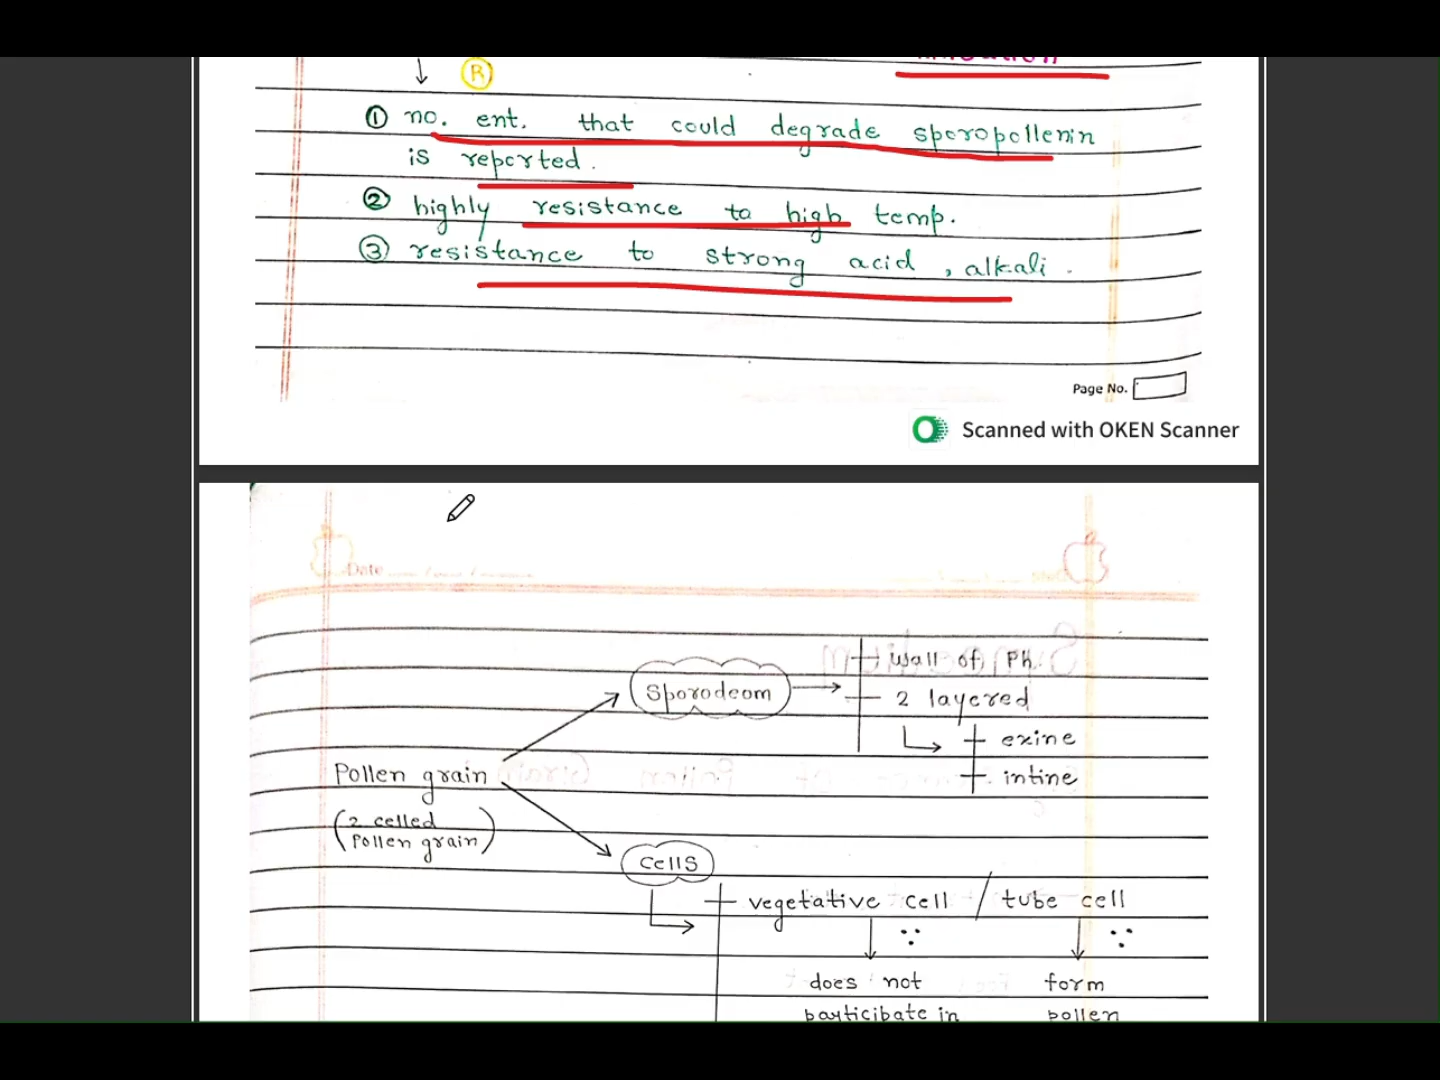 R
① no. ent. that could degrade sporopollenin
is reported.
② highly resistance to high temp.
③ resistance to strong acid, alkali.
Page No.
Scanned with OKEN Scanner
Date
wall of Ph.
Sporodeom
2 layered
exine
Pollen grain
intine
(2 celled
Pollen grain)
cells
vegetative cell / tube cell
does not form
participate in pollen